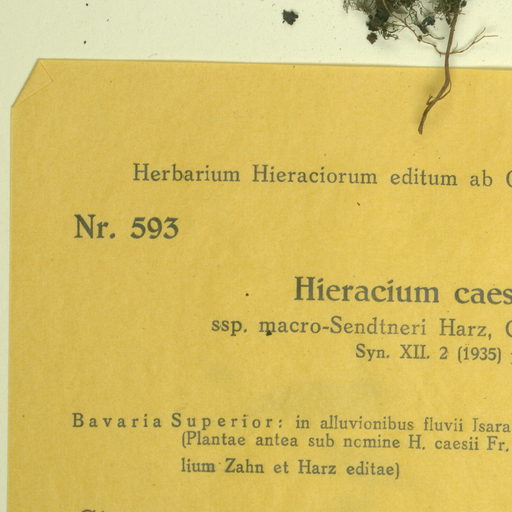 Herbarium Hieraciorum editum ab
Nr. 593
Hieracium caes
ssp. macro-Sendtneri Harz,
Syn. XII. 2 (1935)
Bavaria Superior: in alluvionibus fluvii Isara
(Plantae antea sub nomine H. caesii Fr.
lium Zahn et Harz editae)